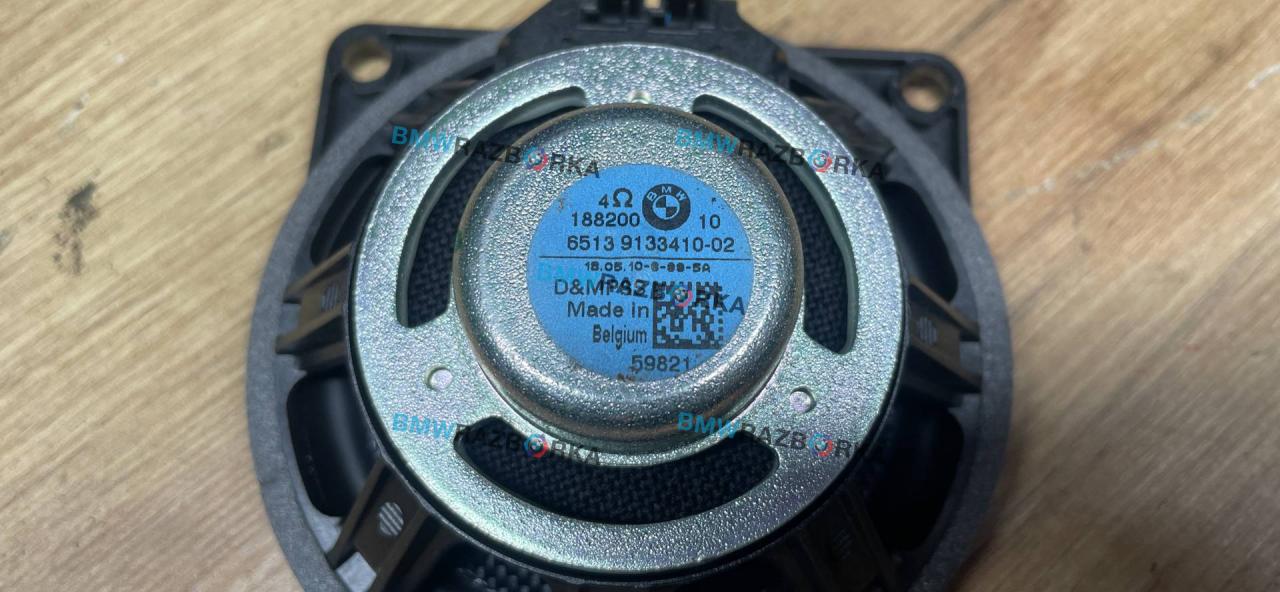 BMWRAZBORKA BMWRAZBORKA
4Ω BMW
188200 10
6513 9133410-02
18.05.10-6-99-5A
Made in
Belgium
59821
BMWRAZBORKA BMWRAZBORKA